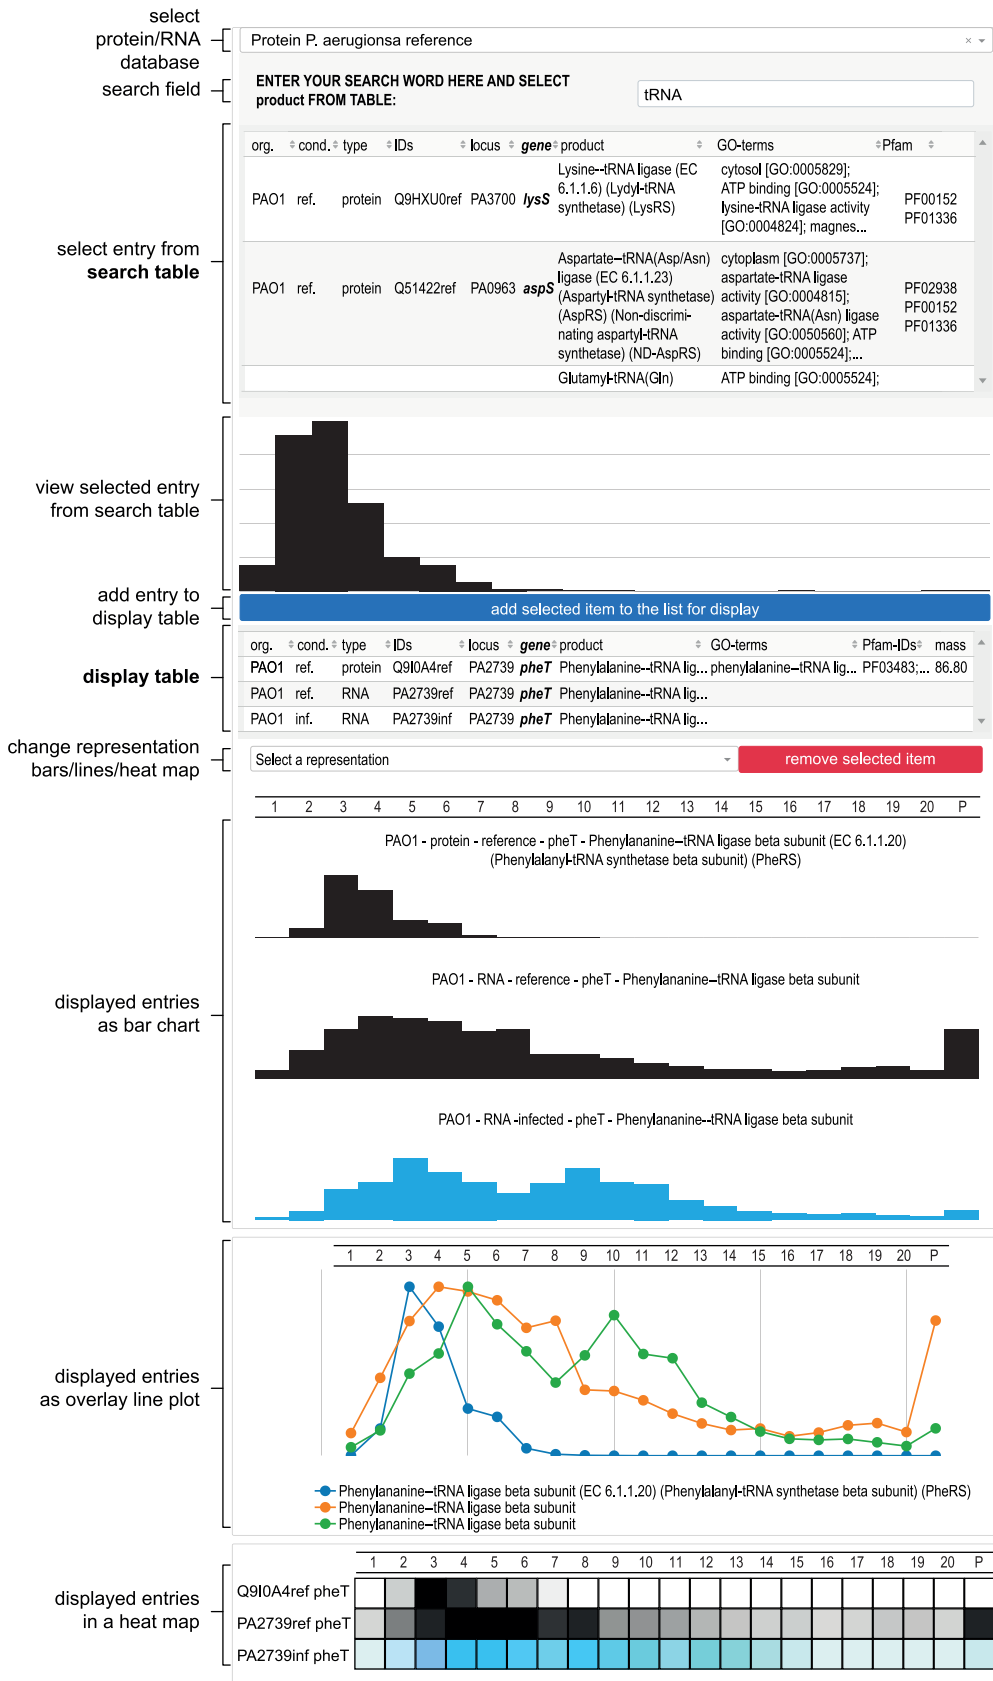 select
protein/RNA
database
Protein P. aerugionsa reference
× 
search field
ENTER YOUR SEARCH WORD HERE AND SELECT
product FROM TABLE:
tRNA
select entry from
search table
org. cond. type IDs locus gene product GO-terms Pfam
PAO1 ref. protein Q9HXU0ref PA3700 lysS
Lysine--tRNA ligase (EC
6.1.1.6) (Lydyl-tRNA
synthetase) (LysRS)
cytosol [GO:0005829];
ATP binding [GO:0005524];
lysine-tRNA ligase activity
[GO:0004824]; magnes...
PF00152
PF01336
PAO1 ref. protein Q51422ref PA0963 aspS
Aspartate--tRNA(Asp/Asn)
ligase (EC 6.1.1.23)
(Aspartyl-tRNA synthetase)
(AspRS) (Non-discrimi-
nating aspartyl-tRNA
synthetase) (ND-AspRS)
cytoplasm [GO:0005737];
aspartate-tRNA ligase
activity [GO:0004815];
aspartate-tRNA(Asn) ligase
activity [GO:0050560]; ATP
binding [GO:0005524];...
PF02938
PF00152
PF01336
Glutamyl-tRNA(Gln)
ATP binding [GO:0005524];
view selected entry
from search table
add entry to
display table
add selected item to the list for display
display table
org. cond. type IDs locus gene product GO-terms Pfam-IDs mass
PAO1 ref. protein Q9I0A4ref PA2739 pheT Phenylalanine--tRNA lig... phenylalanine--tRNA lig... PF03483;... 86.80
PAO1 ref. RNA PA2739ref PA2739 pheT Phenylalanine--tRNA lig...
PAO1 inf. RNA PA2739inf PA2739 pheT Phenylalanine--tRNA lig...
change representation
bars/lines/heat map
Select a representation
remove selected item
1 2 3 4 5 6 7 8 9 10 11 12 13 14 15 16 17 18 19 20 P
PAO1 - protein - reference - pheT - Phenylananine--tRNA ligase beta subunit (EC 6.1.1.20)
(Phenylalanyl-tRNA synthetase beta subunit) (PheRS)
PAO1 - RNA - reference - pheT - Phenylananine--tRNA ligase beta subunit
displayed entries
as bar chart
PAO1 - RNA -infected - pheT - Phenylananine--tRNA ligase beta subunit
1 2 3 4 5 6 7 8 9 10 11 12 13 14 15 16 17 18 19 20 P
displayed entries
as overlay line plot
Phenylananine--tRNA ligase beta subunit (EC 6.1.1.20) (Phenylalanyl-tRNA synthetase beta subunit) (PheRS)
Phenylananine--tRNA ligase beta subunit
Phenylananine--tRNA ligase beta subunit
1 2 3 4 5 6 7 8 9 10 11 12 13 14 15 16 17 18 19 20 P
displayed entries
in a heat map
Q9I0A4ref pheT
PA2739ref pheT
PA2739inf pheT